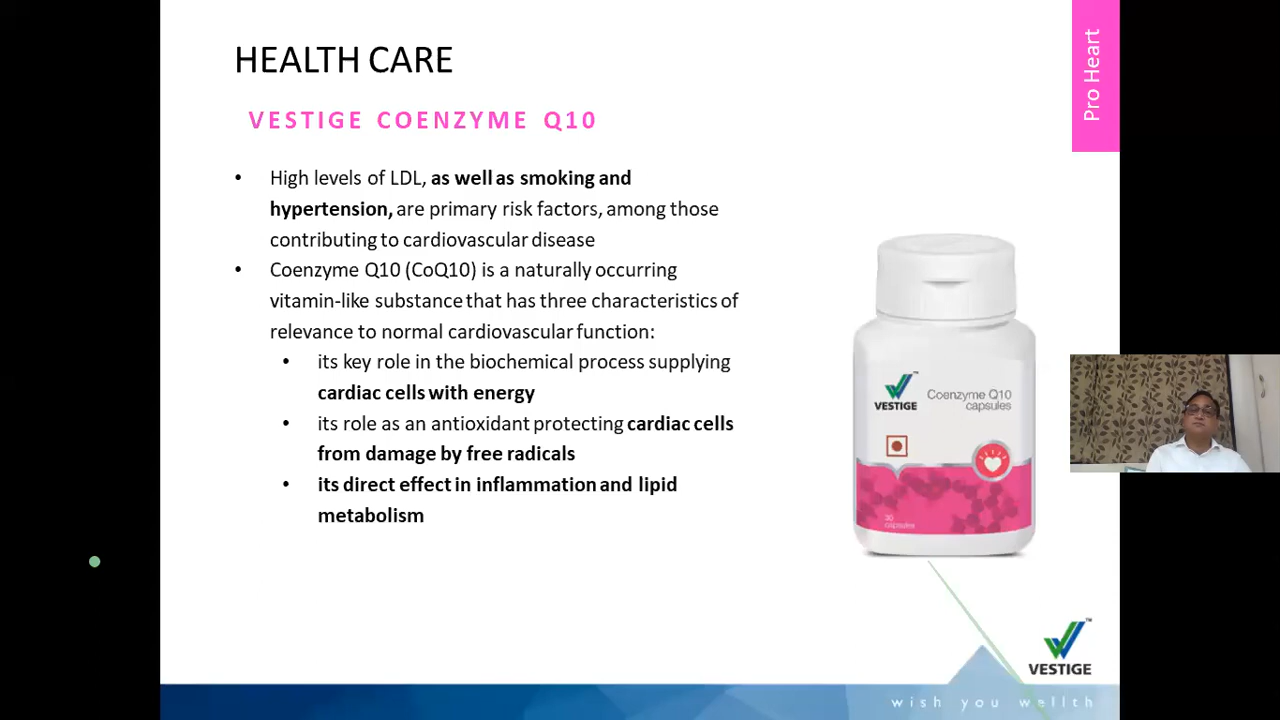 HEALTH CARE
Pro Heart
VESTIGE COENZYME Q10
• High levels of LDL, as well as smoking and
hypertension, are primary risk factors, among those
contributing to cardiovascular disease
• Coenzyme Q10 (CoQ10) is a naturally occurring
vitamin-like substance that has three characteristics of
relevance to normal cardiovascular function:
• its key role in the biochemical process supplying
cardiac cells with energy
• its role as an antioxidant protecting cardiac cells
from damage by free radicals
• its direct effect in inflammation and lipid
metabolism
VESTIGE
Coenzyme Q10
capsules
30
capsules
VESTIGE
wish you wellth